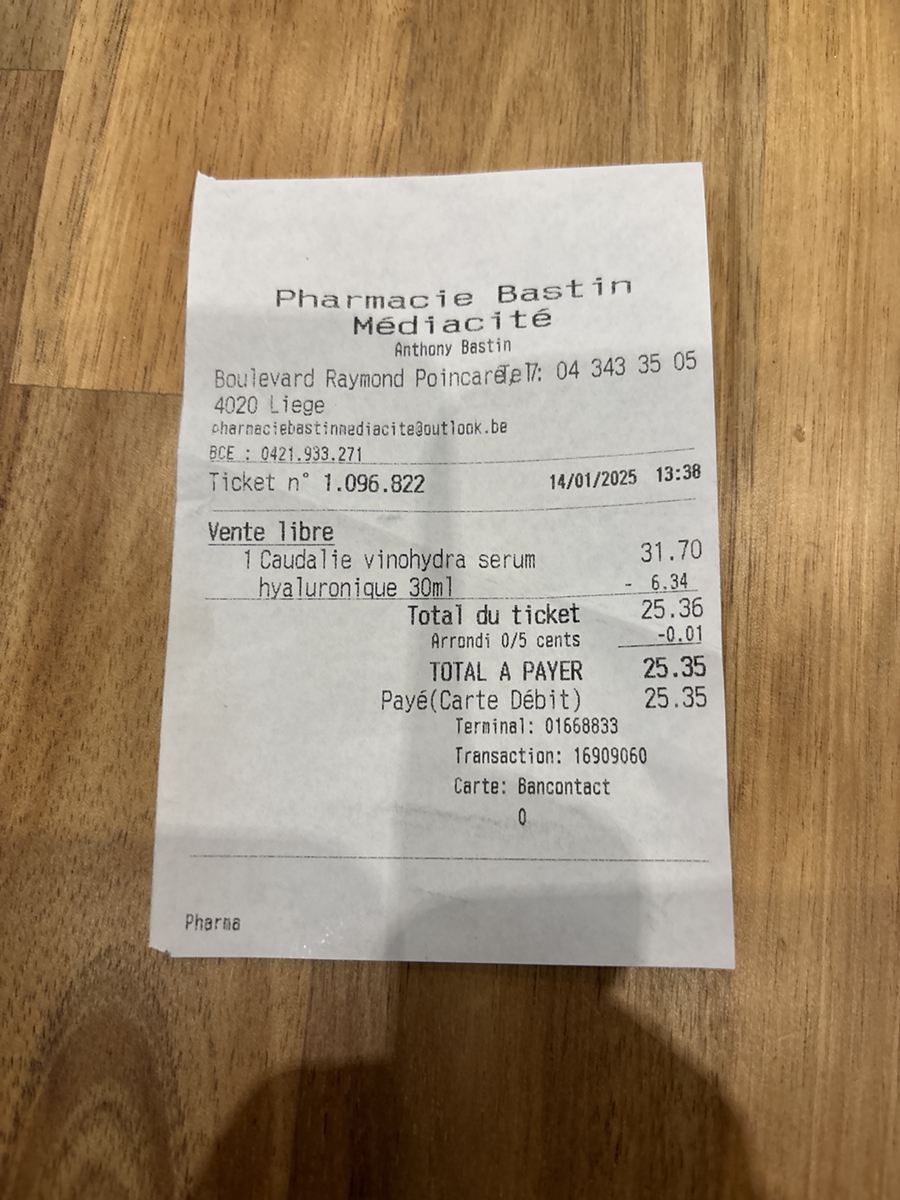 Pharmacie Bastin
Médiacité
Anthony Bastin
Boulevard Raymond Poincaré, 7 Tel: 04 343 35 05
4020 Liege
pharmaciebastinmediacite@outlook.be
BCE : 0421.933.271
Ticket n° 1.096.822 14/01/2025 13:38
Vente libre
1 Caudalie vinohydra serum 31.70
hyaluronique 30ml - 6.34
Total du ticket 25.36
Arrondi 0/5 cents -0.01
TOTAL A PAYER 25.35
Payé(Carte Débit) 25.35
Terminal: 01668833
Transaction: 16909060
Carte: Bancontact
0
Pharma